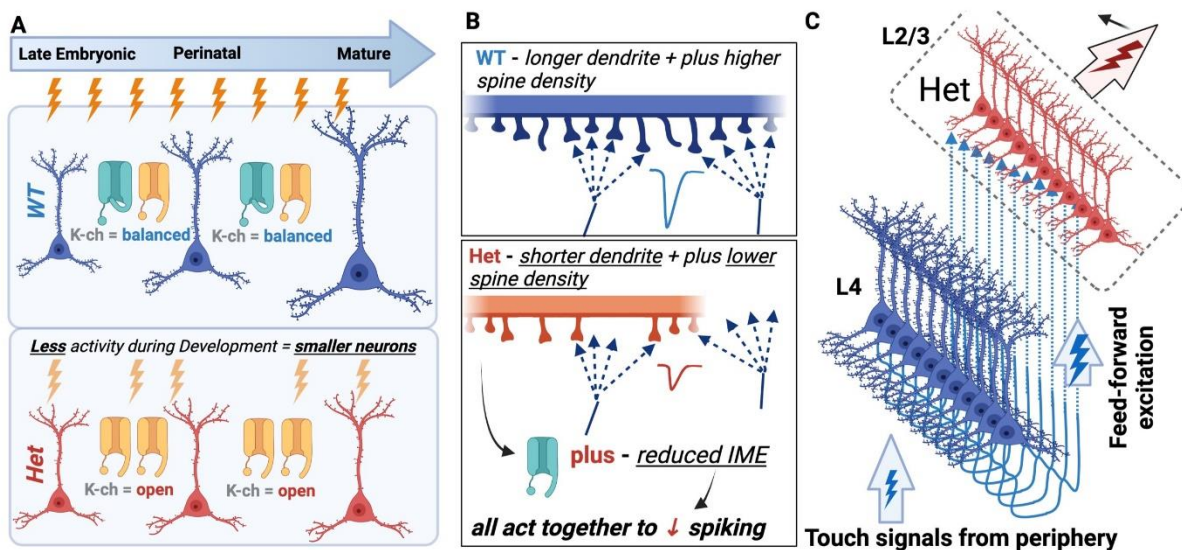 A
Late Embryonic Perinatal Mature
WT
K-ch = balanced K-ch = balanced
Less activity during Development = smaller neurons
Het
K-ch = open K-ch = open
B
WT - longer dendrite + plus higher
spine density
Het - shorter dendrite + plus lower
spine density
plus - reduced IME
all act together to ↓ spiking
C
L2/3
Het
L4
Feed-forward
excitation
Touch signals from periphery